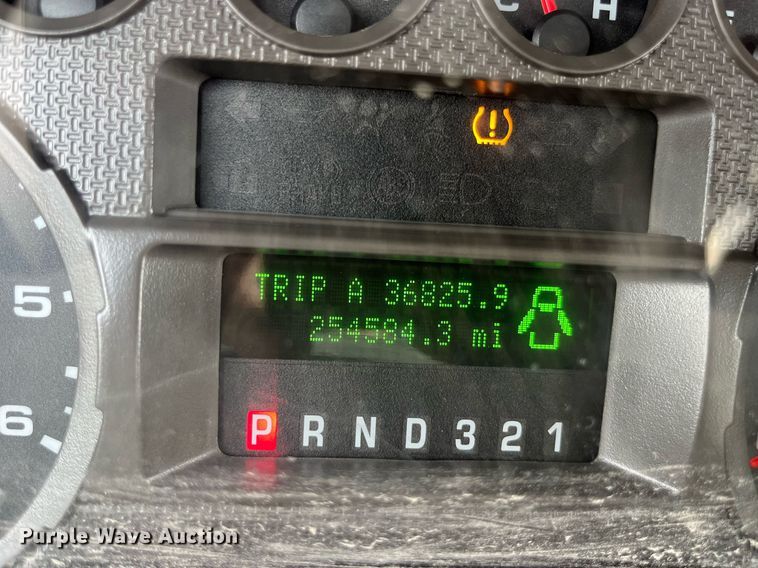 C H
5
TRIP A 36825.9
254584.3 mi
6
P R N D 3 2 1
Purple Wave Auction